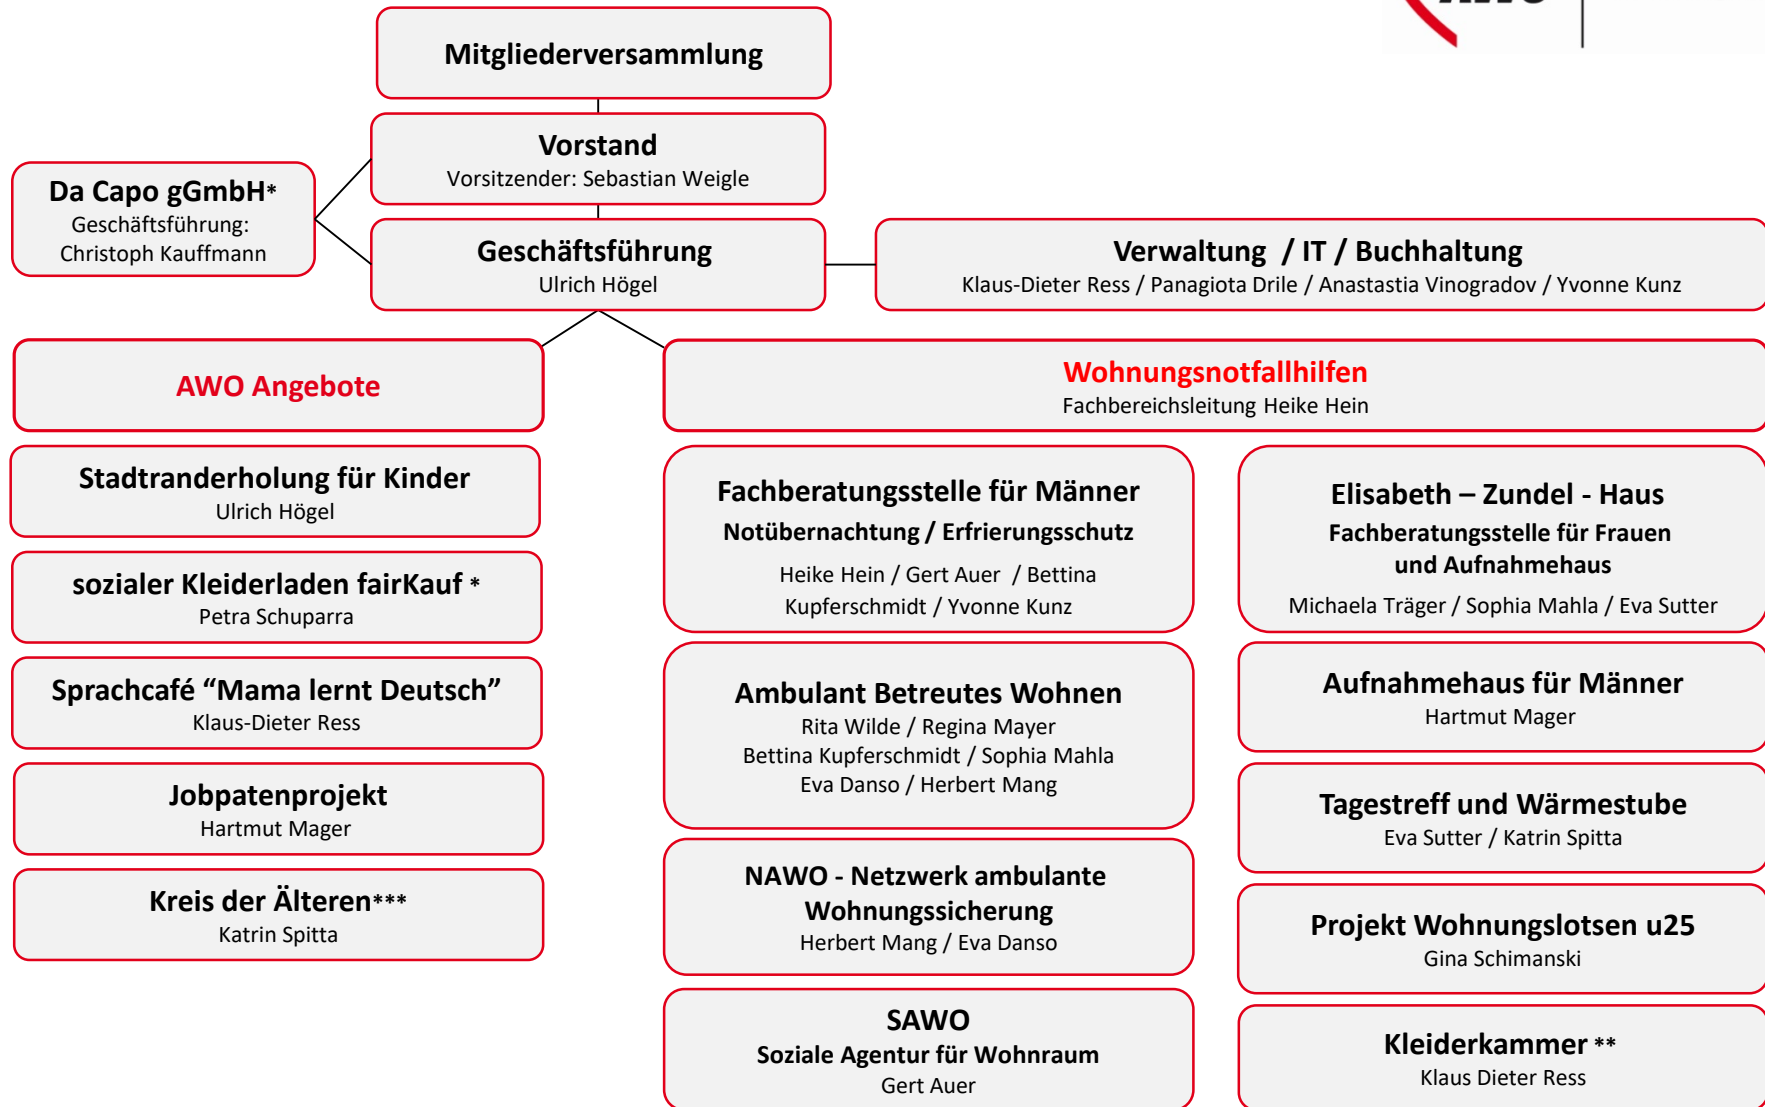 Mitgliederversammlung
Vorstand
Vorsitzender: Sebastian Weigle
Da Capo gGmbH*
Geschäftsführung:
Christoph Kauffmann
Geschäftsführung
Ulrich Högel
Verwaltung / IT / Buchhaltung
Klaus-Dieter Ress / Panagiota Drile / Anastastia Vinogradov / Yvonne Kunz
AWO Angebote
Stadtranderholung für Kinder
Ulrich Högel
sozialer Kleiderladen fairKauf *
Petra Schuparra
Sprachcafé “Mama lernt Deutsch”
Klaus-Dieter Ress
Jobpatenprojekt
Hartmut Mager
Kreis der Älteren***
Katrin Spitta
Wohnungsnotfallhilfen
Fachbereichsleitung Heike Hein
Fachberatungsstelle für Männer
Notübernachtung / Erfrierungsschutz
Heike Hein / Gert Auer / Bettina
Kupferschmidt / Yvonne Kunz
Ambulant Betreutes Wohnen
Rita Wilde / Regina Mayer
Bettina Kupferschmidt / Sophia Mahla
Eva Danso / Herbert Mang
NAWO - Netzwerk ambulante
Wohnungssicherung
Herbert Mang / Eva Danso
SAWO
Soziale Agentur für Wohnraum
Gert Auer
Elisabeth – Zundel - Haus
Fachberatungsstelle für Frauen
und Aufnahmehaus
Michaela Träger / Sophia Mahla / Eva Sutter
Aufnahmehaus für Männer
Hartmut Mager
Tagestreff und Wärmestube
Eva Sutter / Katrin Spitta
Projekt Wohnungslotsen u25
Gina Schimanski
Kleiderkammer **
Klaus Dieter Ress